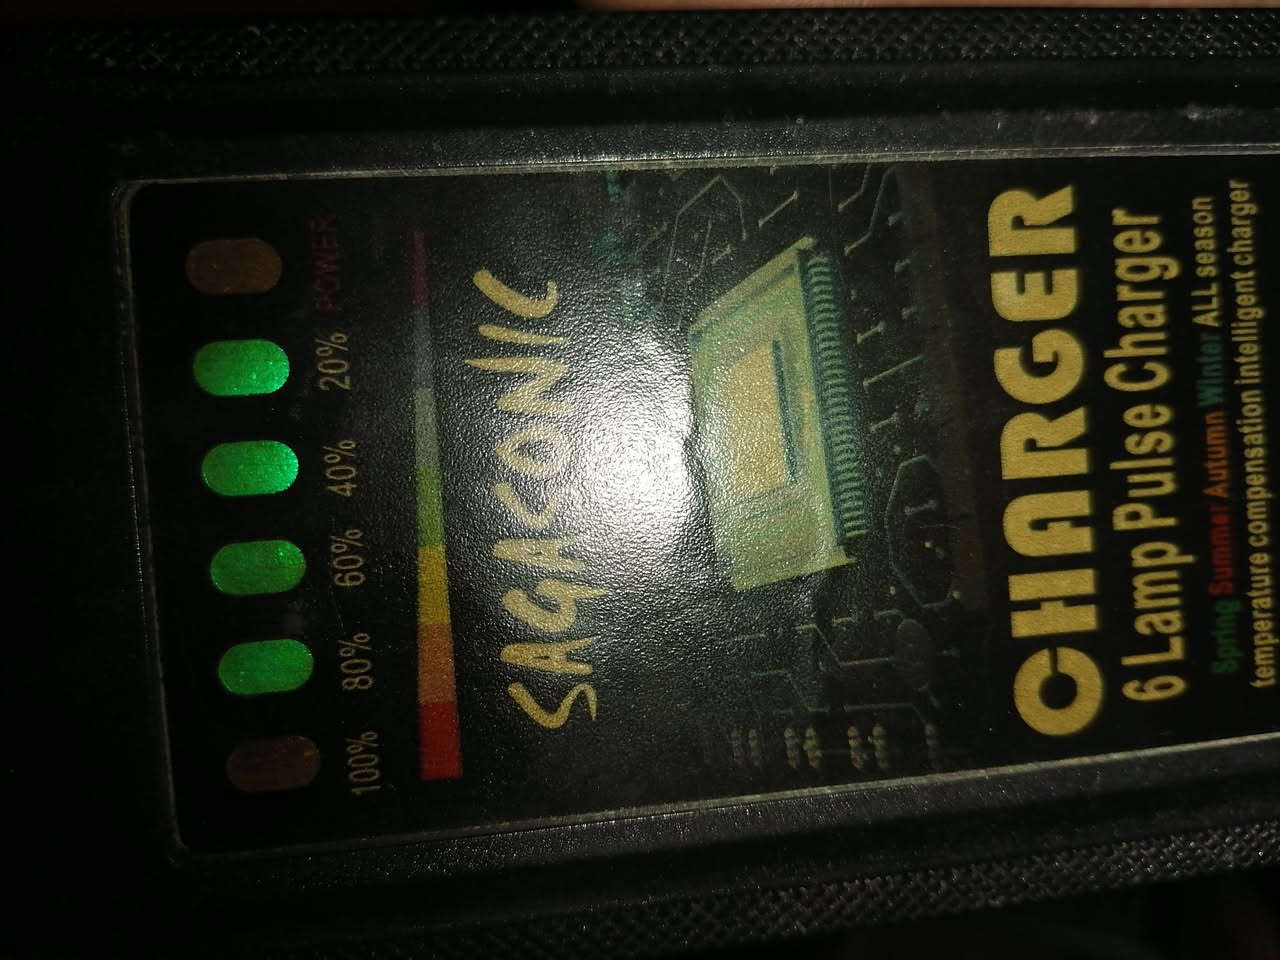 100% 80% 60% 40% 20% POWER
SAGACONIC
CHARGER
6 Lamp Pulse Charger
Spring Summer Autumn Winter ALL season
temperature compensation intelligent charger